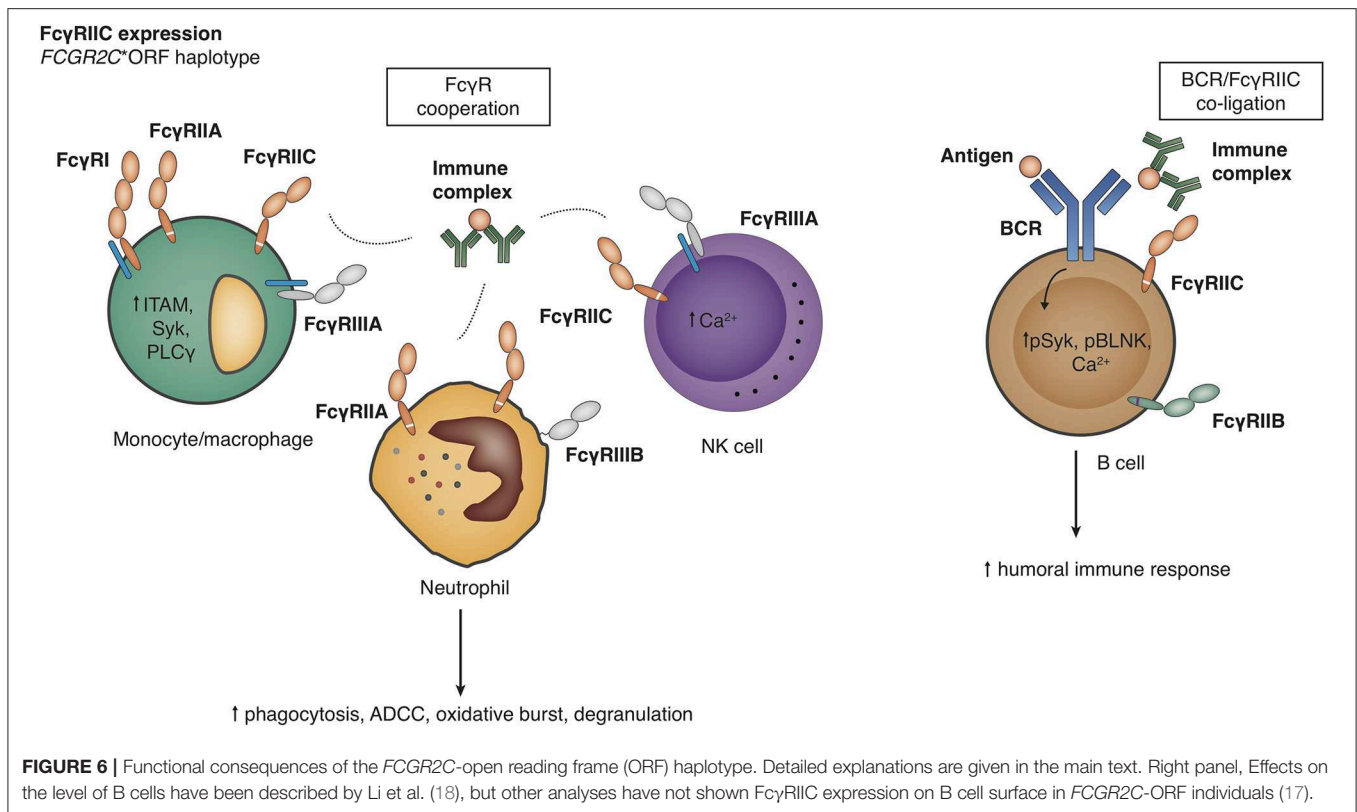 FcγRIIC expression
FCGR2C*ORF haplotype
FcγR
cooperation
BCR/FcγRIIC
co-ligation
FcγRI
FcγRIIA
FcγRIIC
Immune
complex
FcγRIIIA
↑ITAM,
Syk,
PLCγ
FcγRIIIA
Monocyte/macrophage
FcγRIIC
↑Ca²⁺
NK cell
FcγRIIA
FcγRIIIB
Neutrophil
↑ phagocytosis, ADCC, oxidative burst, degranulation
Antigen
Immune
complex
BCR
FcγRIIC
↑pSyk, pBLNK,
Ca²⁺
FcγRIIB
B cell
↑ humoral immune response
FIGURE 6 | Functional consequences of the FCGR2C-open reading frame (ORF) haplotype. Detailed explanations are given in the main text. Right panel, Effects on
the level of B cells have been described by Li et al. (18), but other analyses have not shown FcγRIIC expression on B cell surface in FCGR2C-ORF individuals (17).